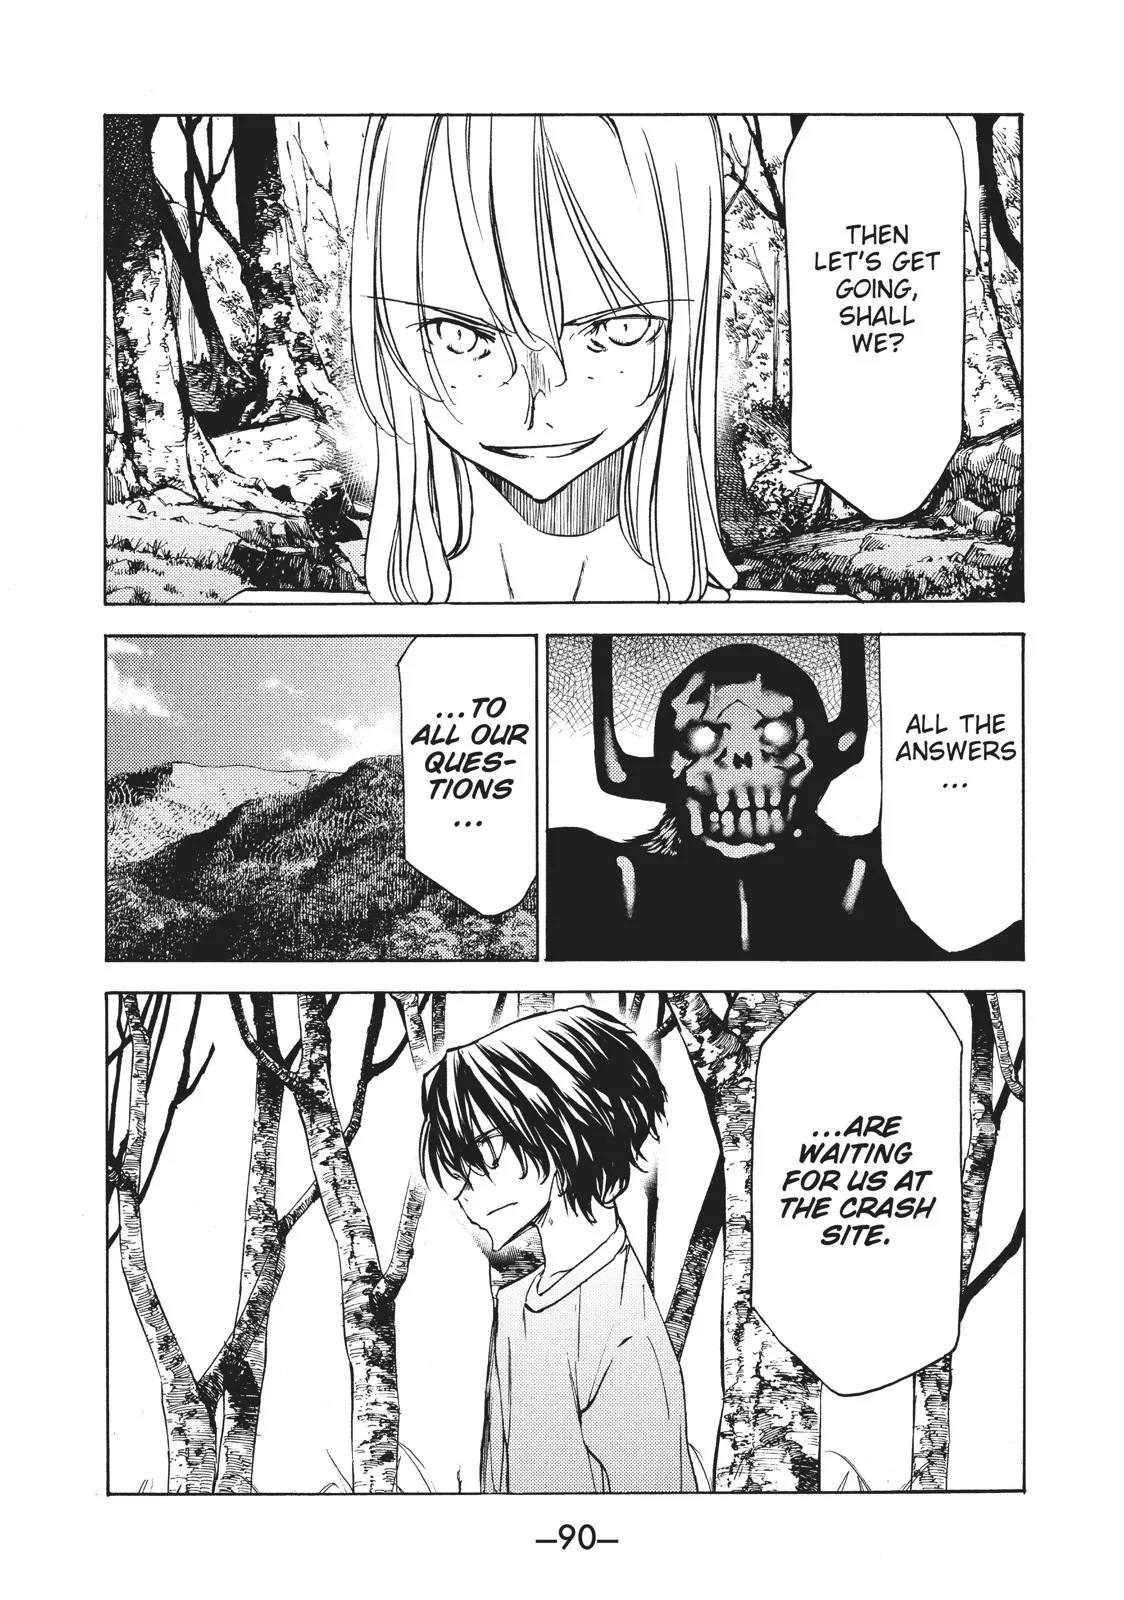 THEN
LET'S GET
GOING,
SHALL
WE?
ALL THE
ANSWERS
...
...TO
ALL OUR
QUES-
TIONS
...
...ARE
WAITING
FOR US AT
THE CRASH
SITE.
—90—